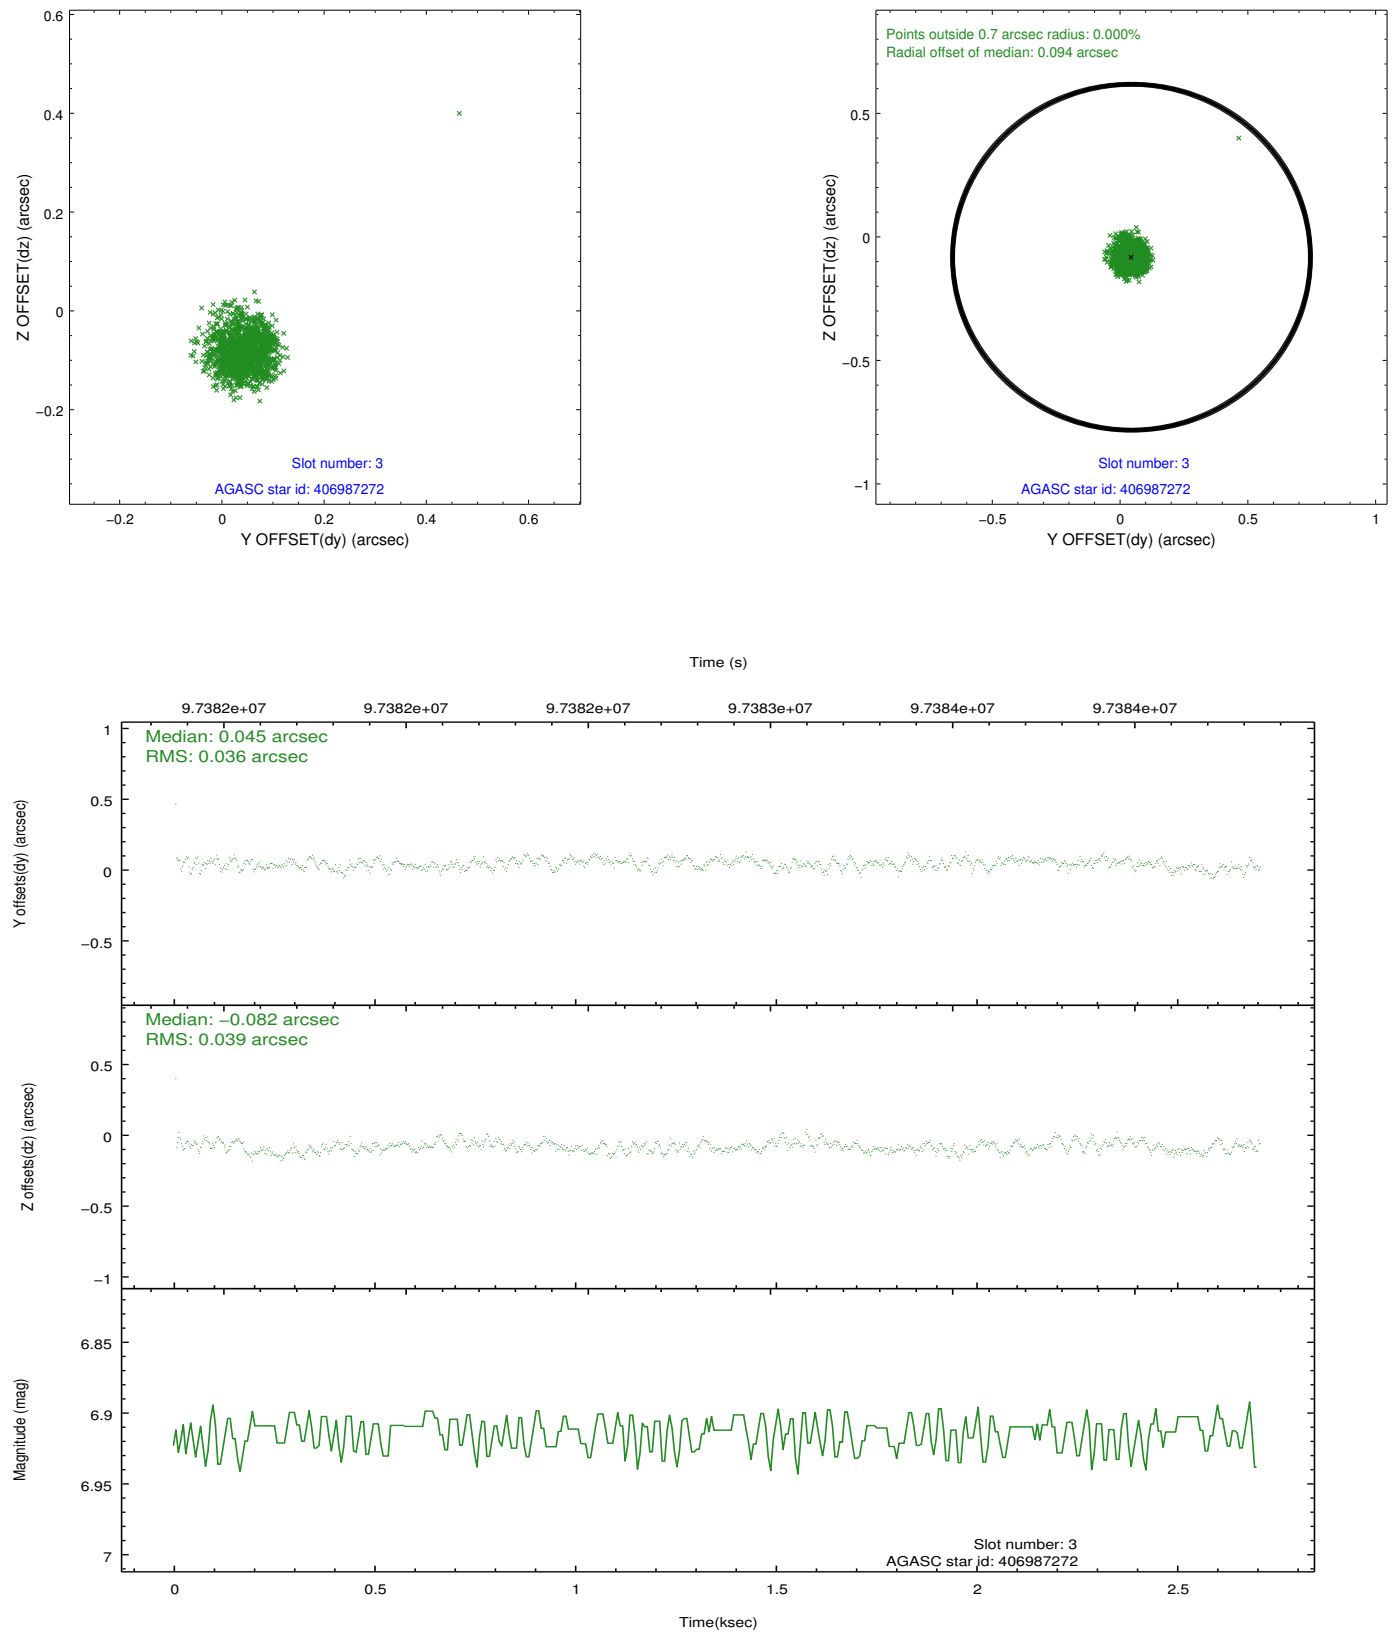 0.6
0.4
0.2
0
−0.2
Z OFFSET(dz) (arcsec)
Slot number: 3
AGASC star id: 406987272
−0.2 0 0.2 0.4 0.6
Y OFFSET(dy) (arcsec)
Points outside 0.7 arcsec radius: 0.000%
Radial offset of median: 0.094 arcsec
0.5
0
−0.5
−1
Z OFFSET(dz) (arcsec)
Slot number: 3
AGASC star id: 406987272
−0.5 0 0.5 1
Y OFFSET(dy) (arcsec)
Time (s)
9.7382e+07 9.7382e+07 9.7382e+07 9.7383e+07 9.7384e+07 9.7384e+07
Median: 0.045 arcsec
RMS: 0.036 arcsec
1
0.5
0
−0.5
Y offsets(dy) (arcsec)
Median: −0.082 arcsec
RMS: 0.039 arcsec
0.5
0
−0.5
−1
Z offsets(dz) (arcsec)
6.85
6.9
6.95
7
Magnitude (mag)
Slot number: 3
AGASC star id: 406987272
0 0.5 1 1.5 2 2.5
Time(ksec)